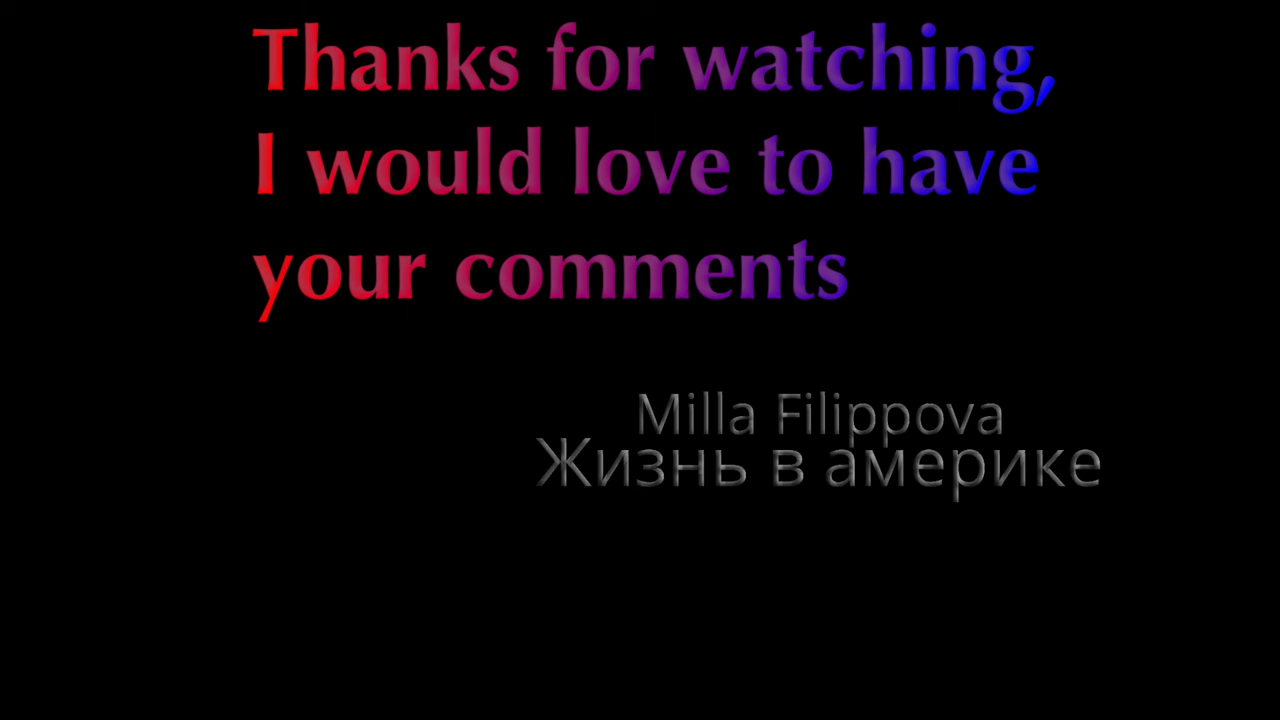 Thanks for watching,
I would love to have
your comments
Milla Filippova
Жизнь в америке